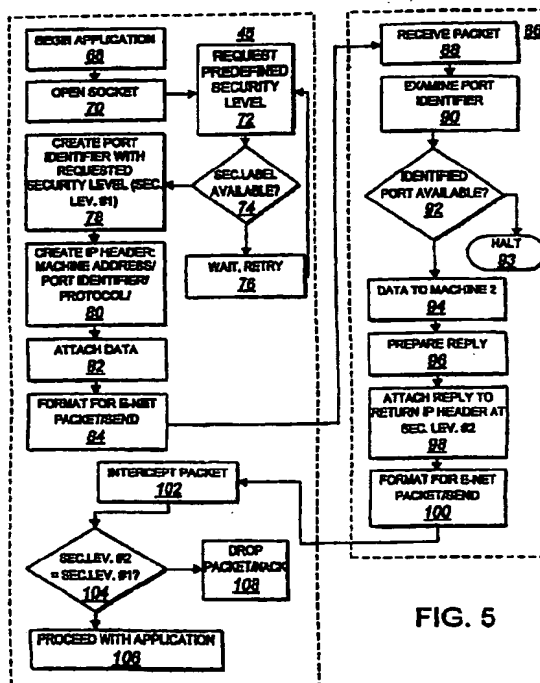 BEGIN APPLICATION
68
OPEN SOCKET
70
48
REQUEST
PREDEFINED
SECURITY
LEVEL
72
SEC.LABEL
AVAILABLE?
74
WAIT, RETRY
76
CREATE PORT
IDENTIFIER WITH
REQUESTED
SECURITY LEVEL (SEC.
LEV. #1)
78
CREATE IP HEADER:
MACHINE ADDRESS/
PORT IDENTIFIER/
PROTOCOL/
80
ATTACH DATA
82
FORMAT FOR E-NET
PACKET/SEND
84
86
RECEIVE PACKET
88
EXAMINE PORT
IDENTIFIER
90
IDENTIFIED
PORT AVAILABLE?
92
HALT
93
DATA TO MACHINE 2
94
PREPARE REPLY
96
ATTACH REPLY TO
RETURN IP HEADER AT
SEC. LEV. #2
98
FORMAT FOR E-NET
PACKET/SEND
100
INTERCEPT PACKET
102
SEC.LEV. #2
= SEC.LEV. #1?
104
DROP
PACKET/NACK
108
PROCEED WITH APPLICATION
106
FIG. 5